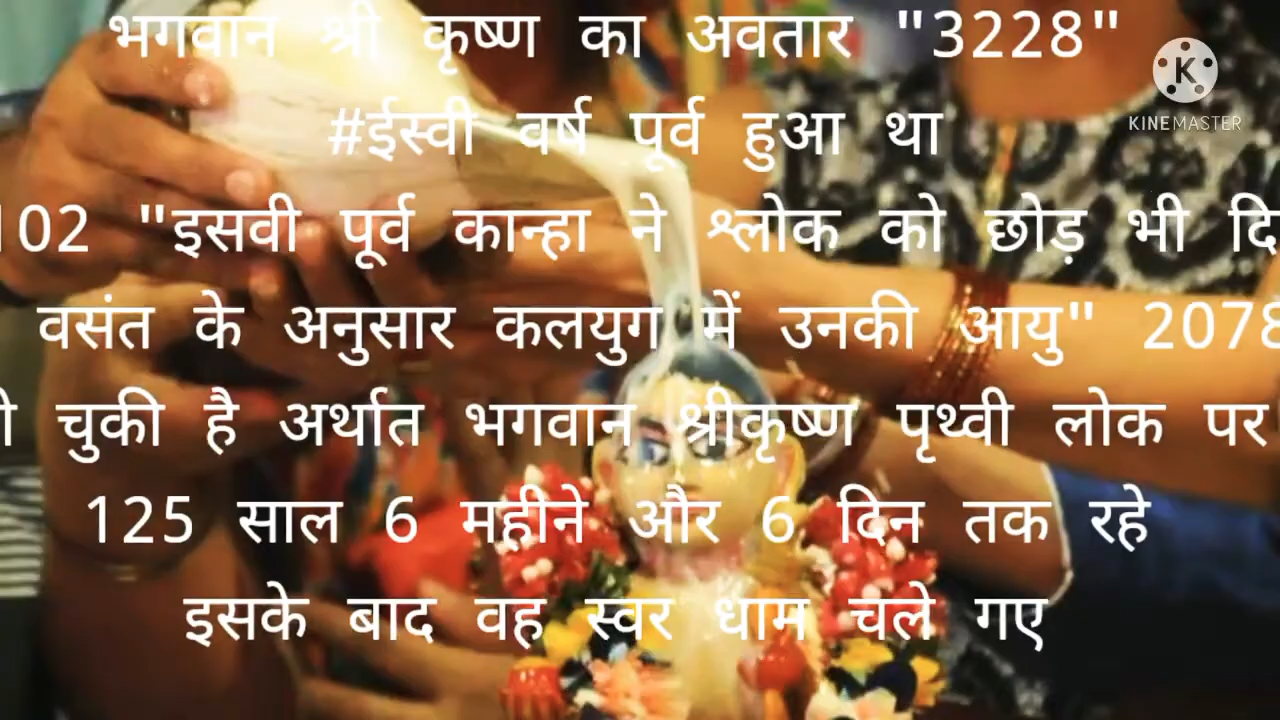 भगवान श्री कृष्ण का अवतार "3228"
#ईस्वी वर्ष पूर्व हुआ था
102 "इसवी पूर्व कान्हा ने श्लोक को छोड़ भी दि
वसंत के अनुसार कलयुग में उनकी आयु" 2078
चुकी है अर्थात भगवान श्रीकृष्ण पृथ्वी लोक पर
125 साल 6 महीने और 6 दिन तक रहे
इसके बाद वह स्वर धाम चले गए
KINEMASTER